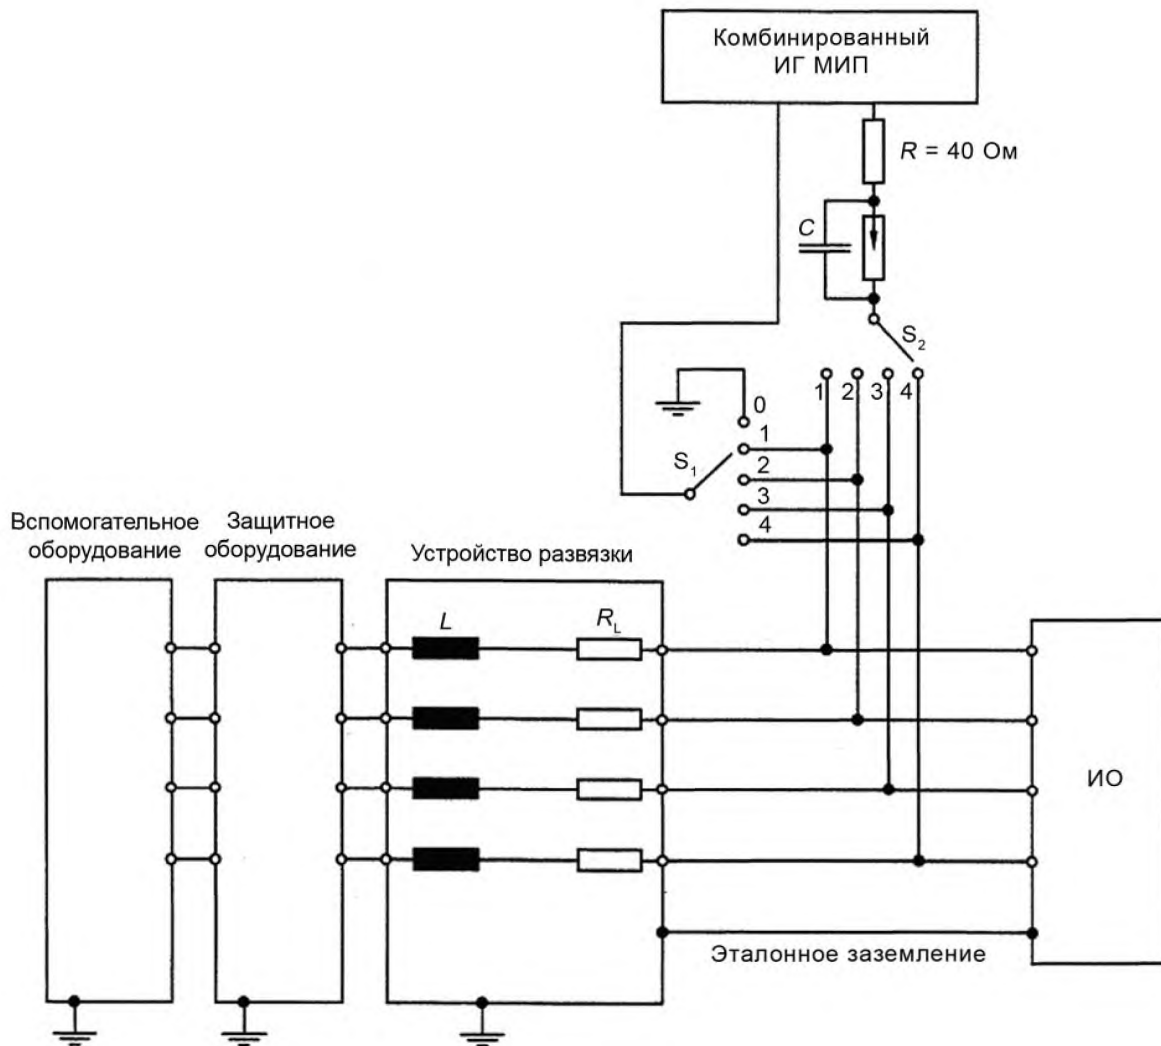 Комбинированный
ИГ МИП
R = 40 Ом
C
S₂
1 2 3 4
0
1
S₁
2
3
4
Вспомогательное
оборудование
Защитное
оборудование
Устройство развязки
L
R_L
ИО
Эталонное заземление